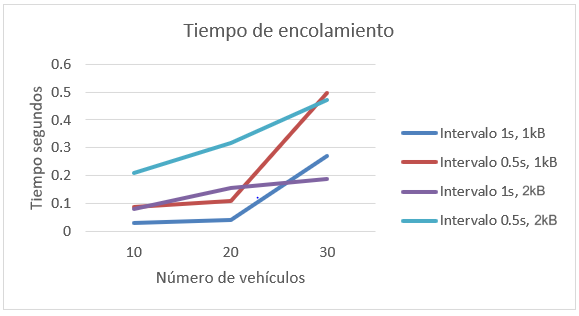 Tiempo de encolamiento
Tiempo segundos
0.6
0.5
0.4
0.3
0.2
0.1
0
10 20 30
Número de vehículos
Intervalo 1s, 1kB
Intervalo 0.5s, 1kB
Intervalo 1s, 2kB
Intervalo 0.5s, 2kB